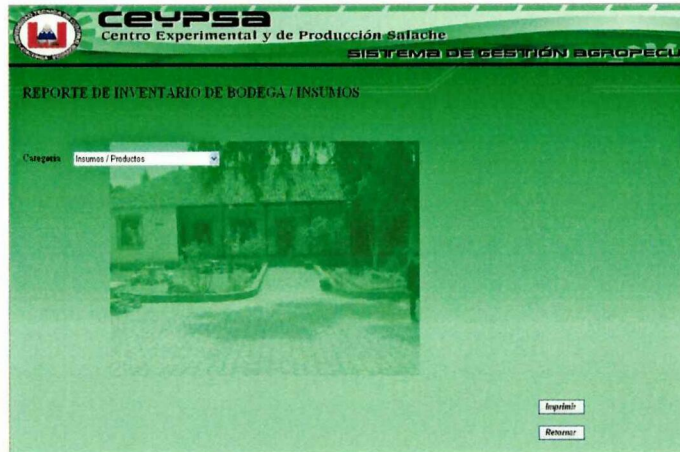 CEYPSA
Centro Experimental y de Producción Salache
SISTEMA DE GESTIÓN AGROPECU
REPORTE DE INVENTARIO DE BODEGA / INSUMOS
Categoría Insumos / Productos
Imprimir
Retornar